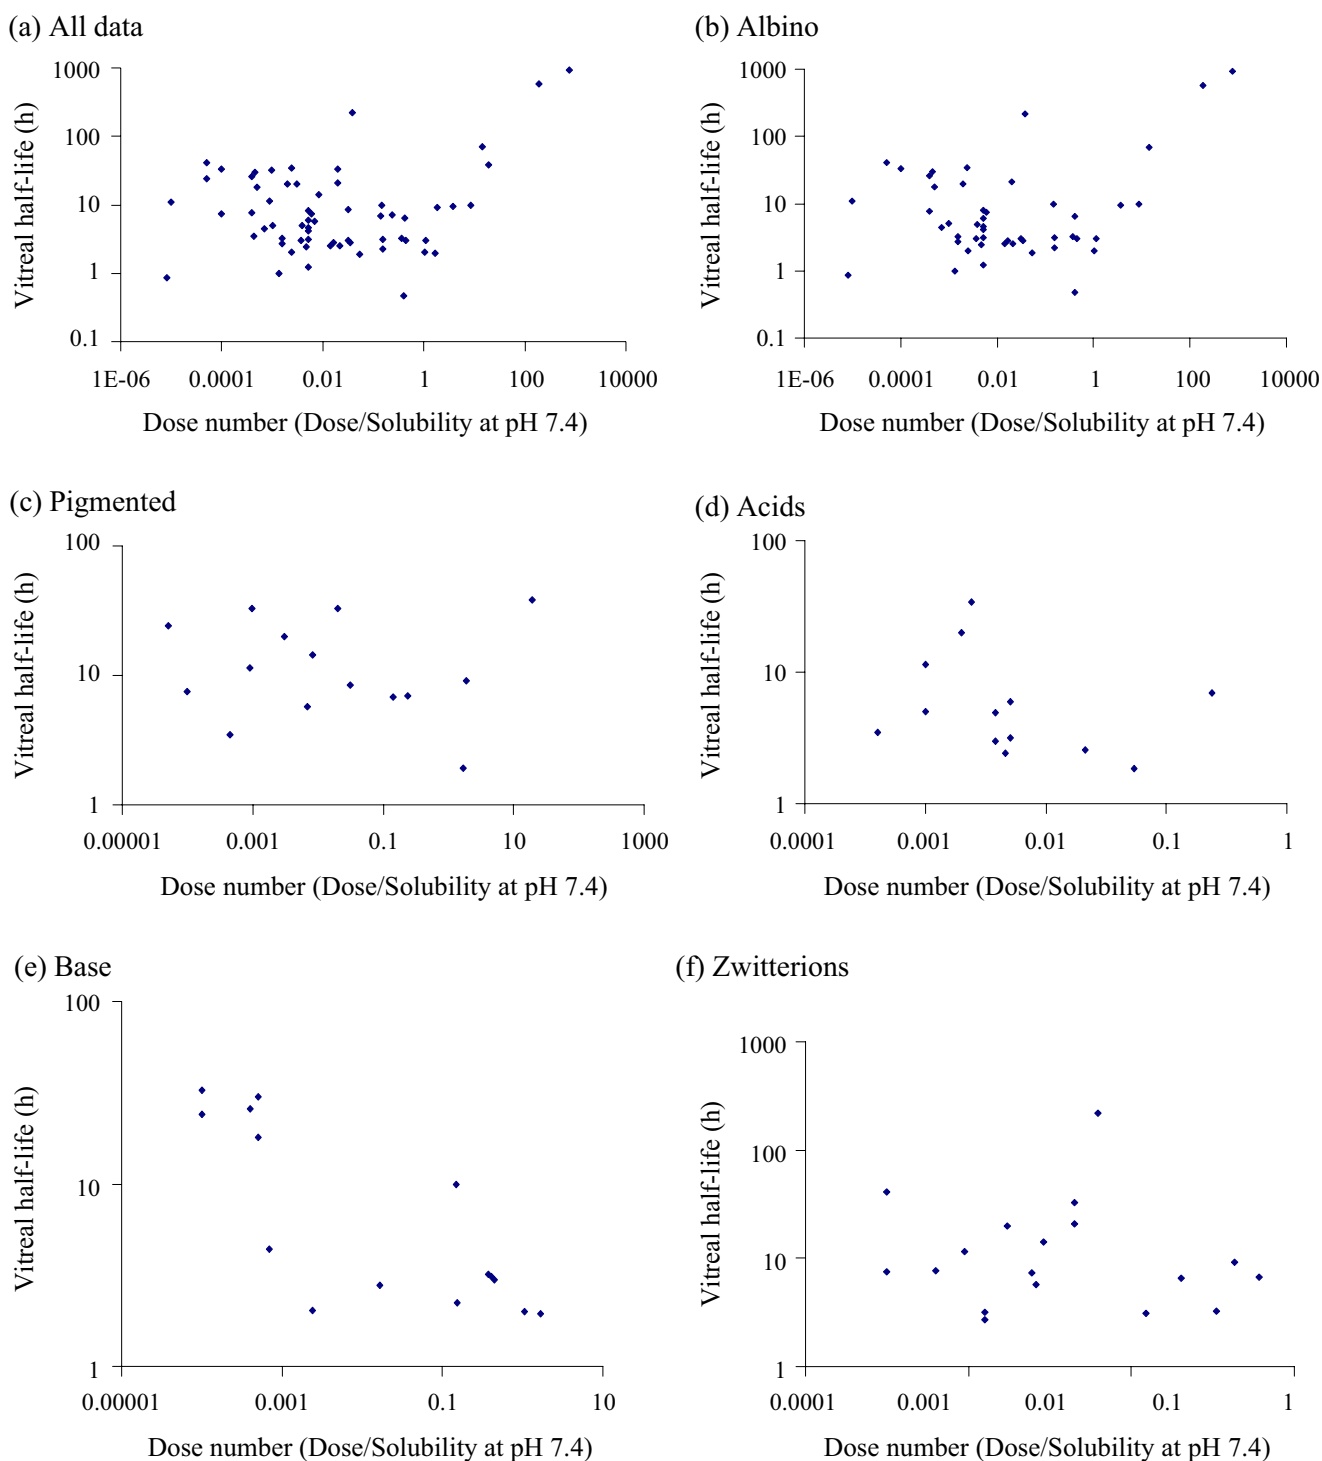 (a) All data
1000
100
10
1
0.1
1E-06 0.0001 0.01 1 100 10000
Vitreal half-life (h)
Dose number (Dose/Solubility at pH 7.4)
(b) Albino
1000
100
10
1
0.1
1E-06 0.0001 0.01 1 100 10000
Vitreal half-life (h)
Dose number (Dose/Solubility at pH 7.4)
(c) Pigmented
100
10
1
0.00001 0.001 0.1 10 1000
Vitreal half-life (h)
Dose number (Dose/Solubility at pH 7.4)
(d) Acids
100
10
1
0.0001 0.001 0.01 0.1 1
Vitreal half-life (h)
Dose number (Dose/Solubility at pH 7.4)
(e) Base
100
10
1
0.00001 0.001 0.1 10
Vitreal half-life (h)
Dose number (Dose/Solubility at pH 7.4)
(f) Zwitterions
1000
100
10
1
0.0001 0.001 0.01 0.1 1
Vitreal half-life (h)
Dose number (Dose/Solubility at pH 7.4)